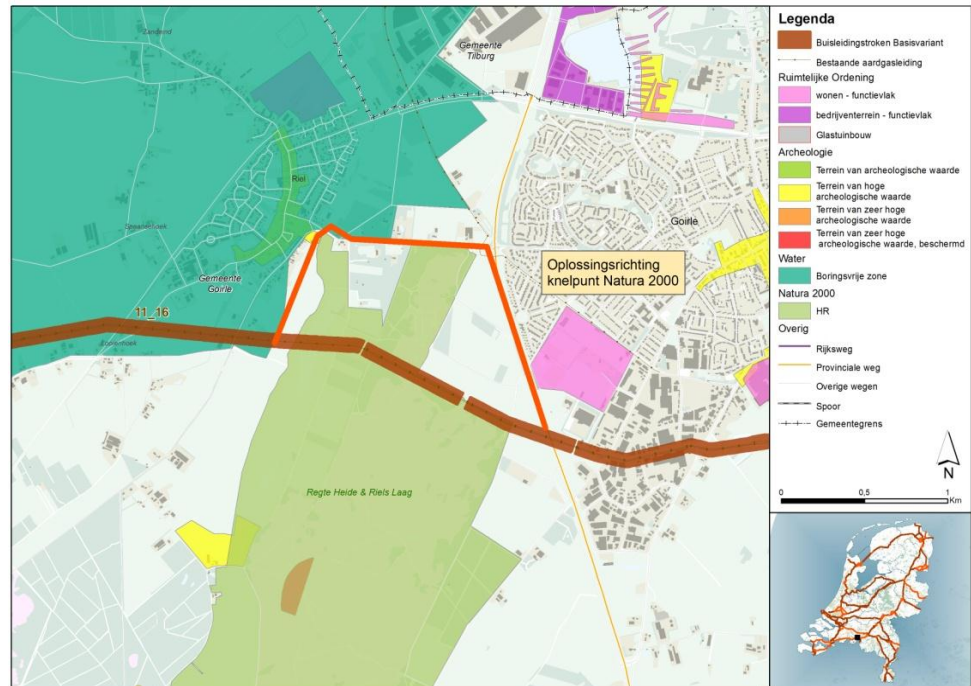 Zandeind
Gemeente
Tilburg
Riel
Goirle
Gemeente
Goirle
Oplossingsrichting
knelpunt Natura 2000
11_16
Regte Heide & Riels Laag
Legenda
Buisleidingstroken Basisvariant
Bestaande aardgasleiding
Ruimtelijke Ordening
wonen - functievlak
bedrijventerrein - functievlak
Glastuinbouw
Archeologie
Terrein van archeologische waarde
Terrein van hoge
archeologische waarde
Terrein van zeer hoge
archeologische waarde
Terrein van zeer hoge
archeologische waarde, beschermd
Water
Boringsvrije zone
Natura 2000
HR
Overig
Rijksweg
Provinciale weg
Overige wegen
Spoor
Gemeentegrens
N
0 0,5 1
Km